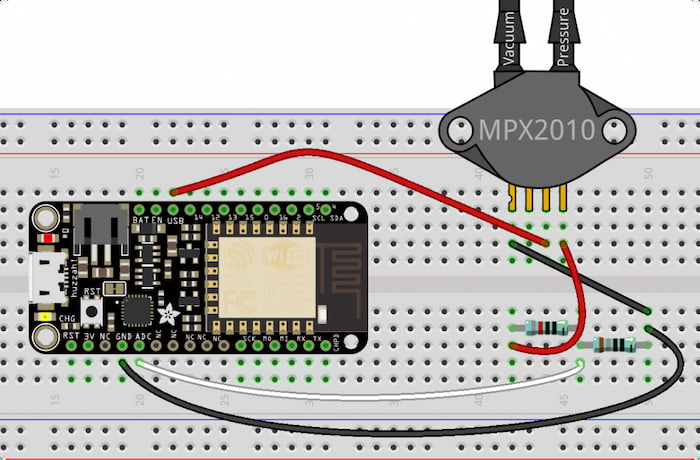 Vacuum
Pressure
MPX2010
15
20
25
30
35
40
45
50
BAT EN USB 14 12 13 15 0 16 2 SCL SDA
huzzah!
WiFi
RST
FC
CHG
RST 3V NC GND ADC NC NC NC NC NC SCK MO MI RX TX CHPD
15
20
25
30
35
40
45
50